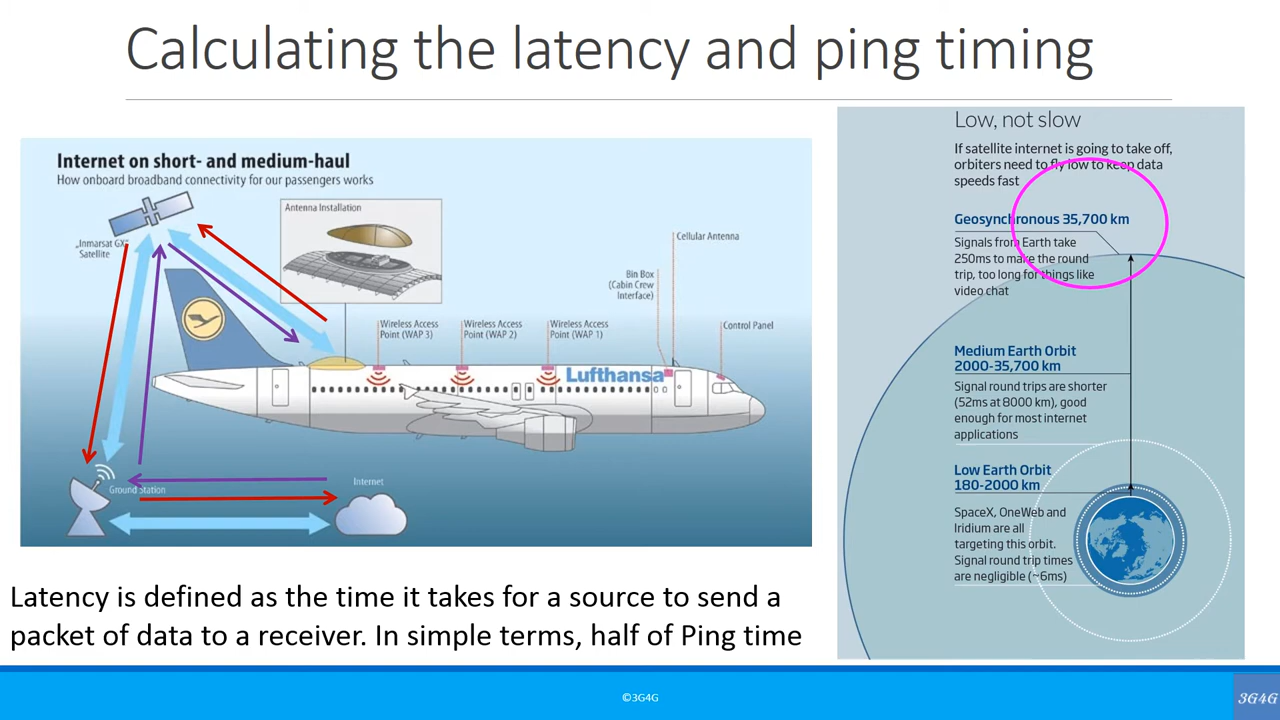 Calculating the latency and ping timing
Internet on short- and medium-haul
How onboard broadband connectivity for our passengers works
„Inmarsat GX“
Satellite
Antenna Installation
Cellular Antenna
Bin Box
(Cabin Crew
Interface)
Wireless Access
Point (WAP 3)
Wireless Access
Point (WAP 2)
Wireless Access
Point (WAP 1)
Control Panel
Lufthansa
Ground Station
Internet
Low, not slow
If satellite internet is going to take off,
orbiters need to fly low to keep data
speeds fast
Geosynchronous 35,700 km
Signals from Earth take
250ms to make the round
trip, too long for things like
video chat
Medium Earth Orbit
2000-35,700 km
Signal round trips are shorter
(52ms at 8000 km), good
enough for most internet
applications
Low Earth Orbit
180-2000 km
SpaceX, OneWeb and
Iridium are all
targeting this orbit.
Signal round trip times
are negligible (~6ms)
Latency is defined as the time it takes for a source to send a
packet of data to a receiver. In simple terms, half of Ping time
©3G4G
3G4G